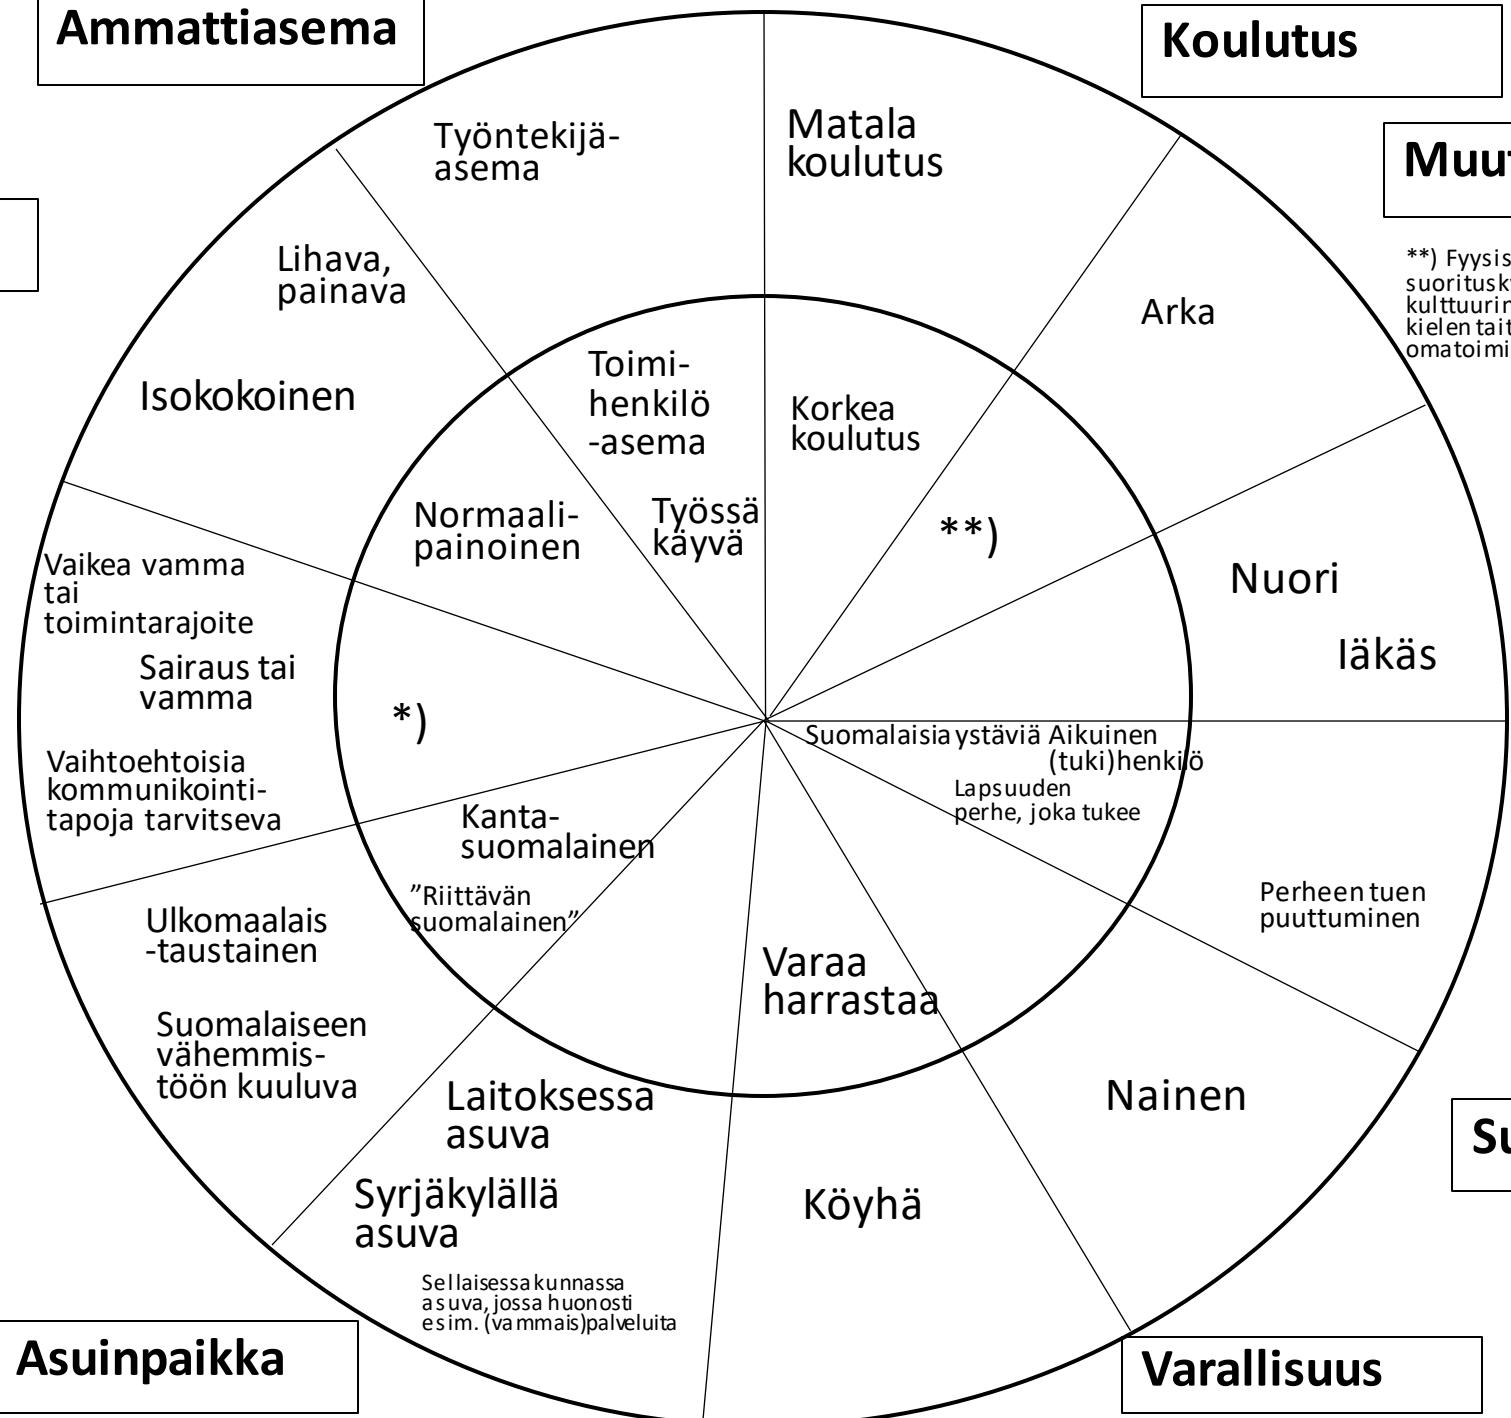 Ammattiasema
Koulutus
**) Fyysis
suoritusk
kulttuurin
kielen tait
omatoimi
Työntekijä-
asema
Matala
koulutus
Lihava,
painava
Isokokoinen
Arka
Toimi-
henkilö
-asema
Työssä
käyvä
Korkea
koulutus
**)
Normaali-
painoinen
Nuori
Iäkäs
Vaikea vamma
tai
toimintarajoite
Sairaus tai
vamma
Vaihtoehtoisia
kommunikointi-
tapoja tarvitseva
*)
Suomalaisia ystäviä
Aikuinen
(tuki)henkilö
Lapsuuden
perhe, joka tukee
Kanta-
suomalainen
”Riittävän
suomalainen”
Perheen tuen
puuttuminen
Ulkomaalais
-taustainen
Suomalaiseen
vähemmis-
töön kuuluva
Varaa
harrastaa
Laitoksessa
asuva
Syrjäkylällä
asuva
Sellaisessa kunnassa
asuva, jossa huonosti
esim. (vammais)palveluita
Köyhä
Nainen
Su
Asuinpaikka
Varallisuus